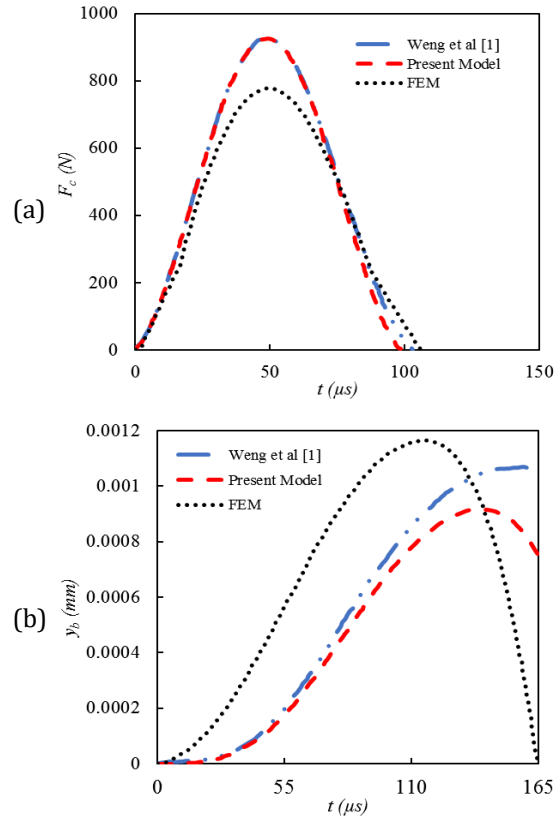 (a)
F_c (N)
1000
800
600
400
200
0
0 50 100 150
t (μs)
Weng et al [1]
Present Model
FEM
(b)
y_b (mm)
0.0012
0.001
0.0008
0.0006
0.0004
0.0002
0
0 55 110 165
t (μs)
Weng et al [1]
Present Model
FEM